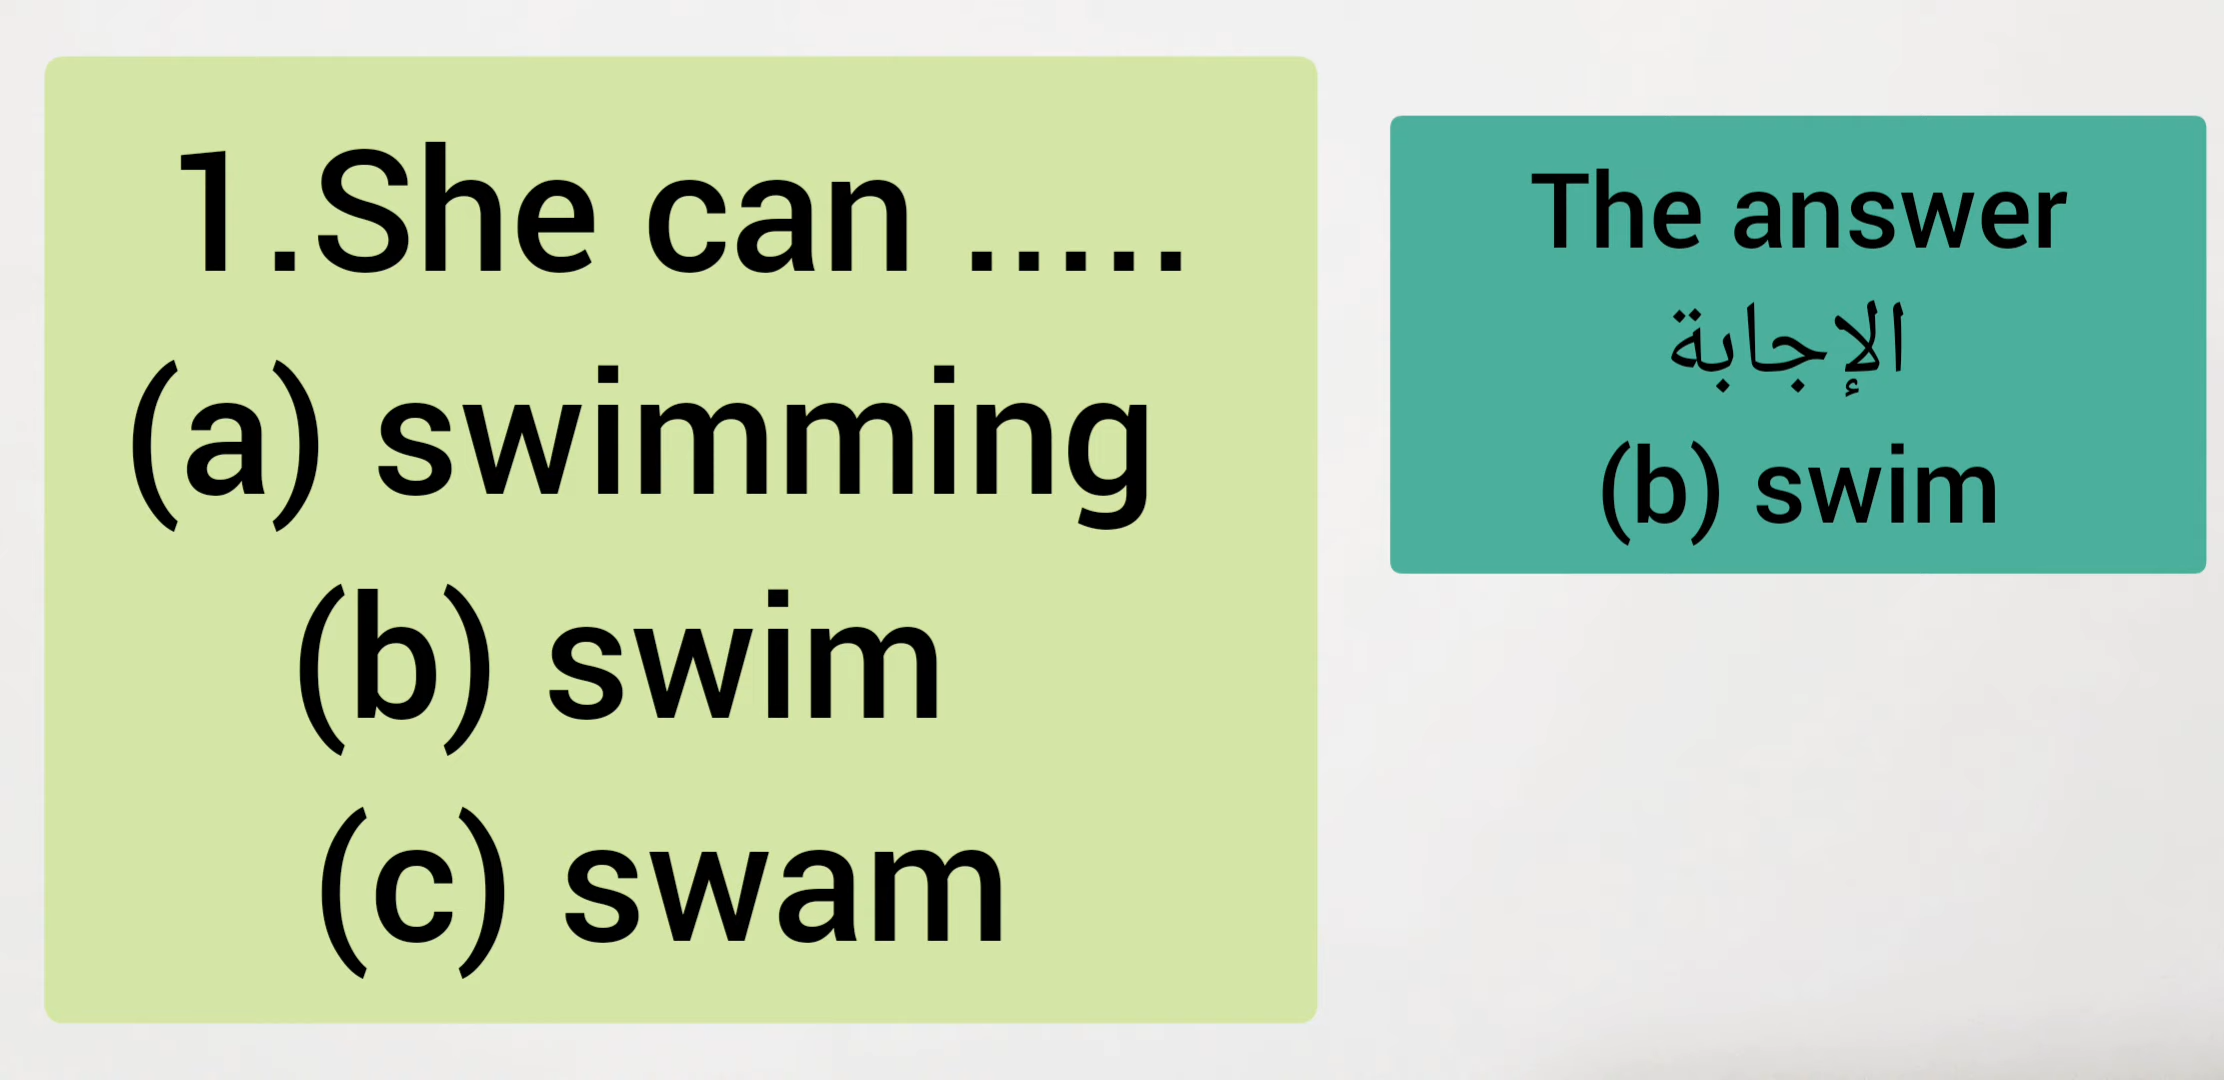 1.She can .....
(a) swimming
(b) swim
(c) swam
The answer
الإجابة
(b) swim